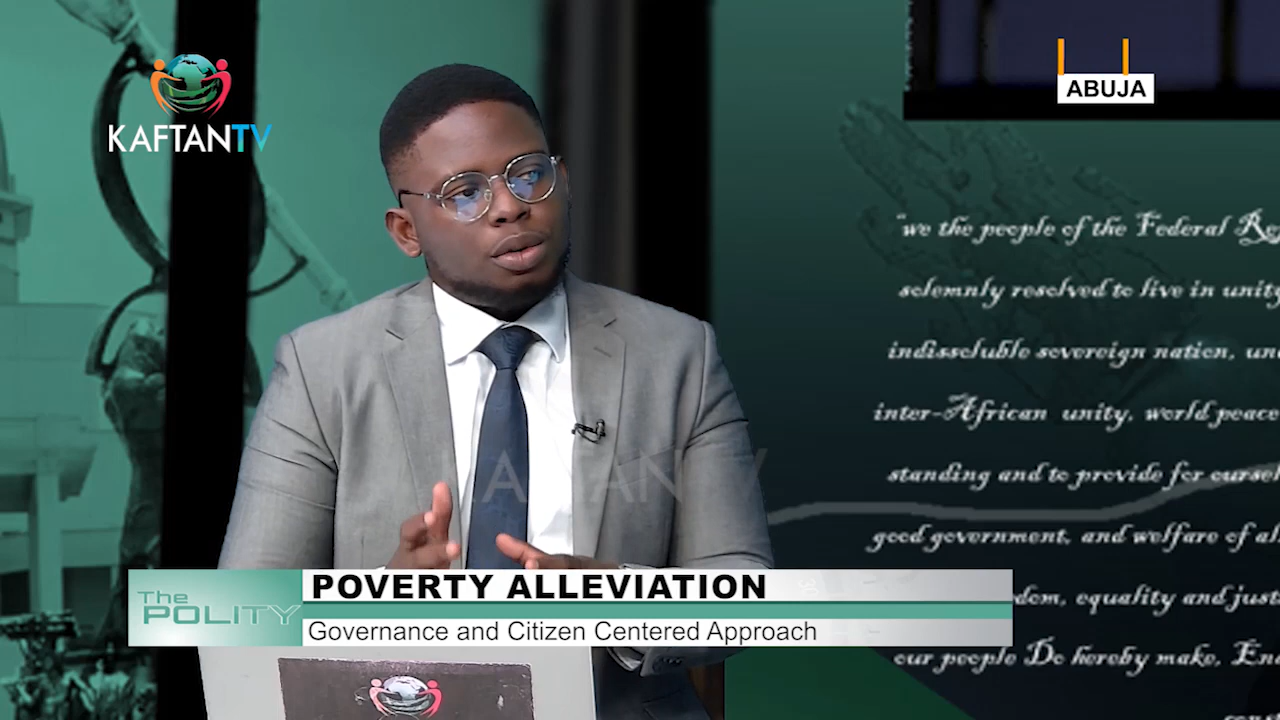 KAFTANTV
ABUJA
"we the people of the Federal
solemnly resolved to live in unity
indissoluble sovereign nation,
inter-African unity, world peace
standing and to provide for
good government, and welfare of
equality and
our people Do hereby make,
KAFTANTV
The
POLITY
POVERTY ALLEVIATION
Governance and Citizen Centered Approach